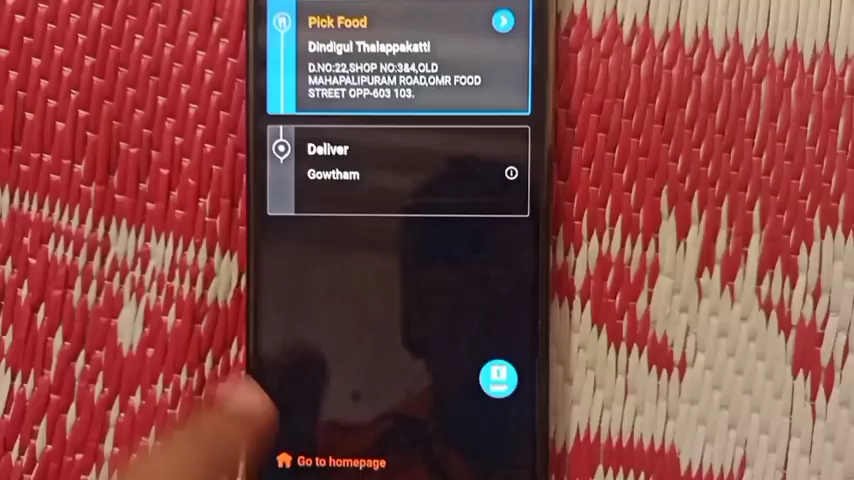 Pick Food
Dindigul Thalappakatti
D.NO:22,SHOP NO:3&4,OLD
MAHAPALIPURAM ROAD,OMR FOOD
STREET OPP-603 103.
Deliver
Gowtham
Go to homepage